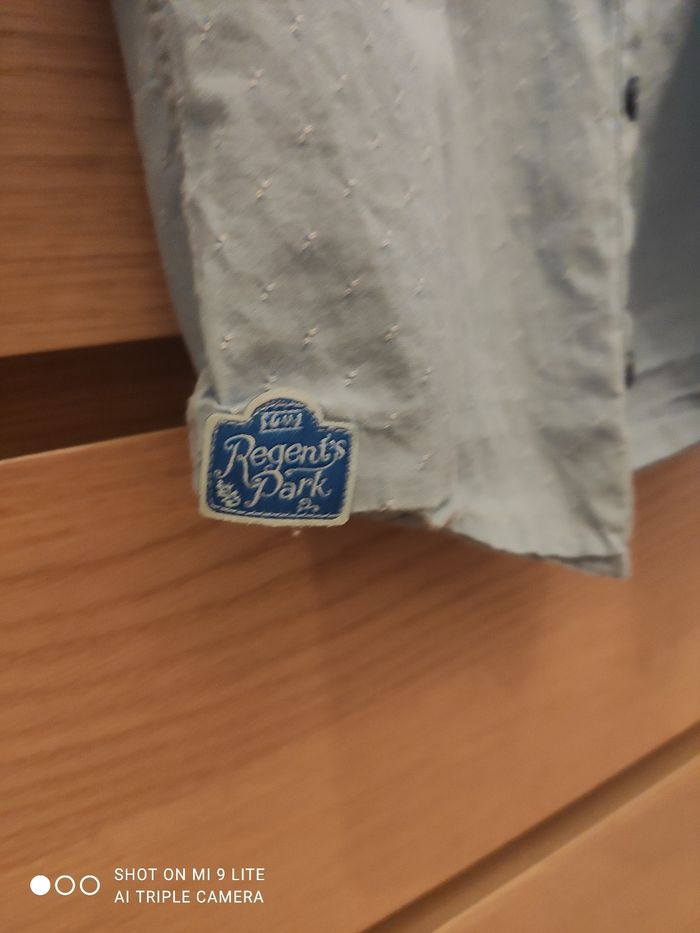 Regent's
Park
SHOT ON MI 9 LITE
AI TRIPLE CAMERA